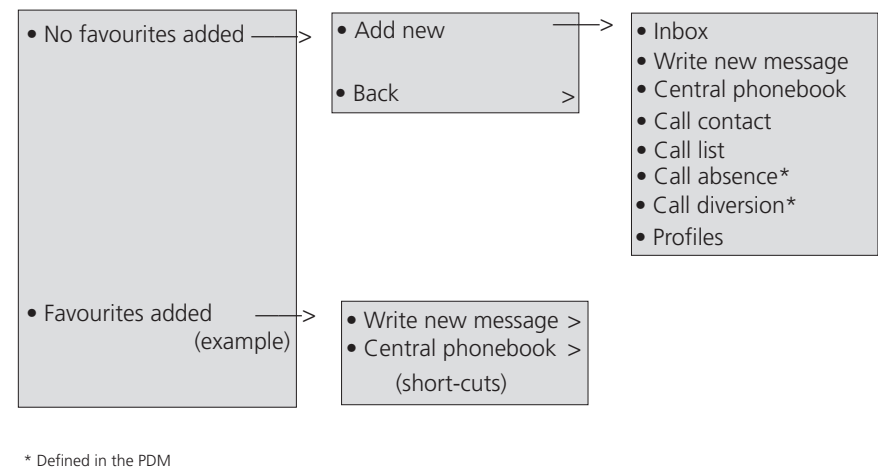 • No favourites added >
• Add new >
• Back >
• Inbox
• Write new message
• Central phonebook
• Call contact
• Call list
• Call absence*
• Call diversion*
• Profiles
• Favourites added >
(example)
• Write new message >
• Central phonebook >
(short-cuts)
* Defined in the PDM